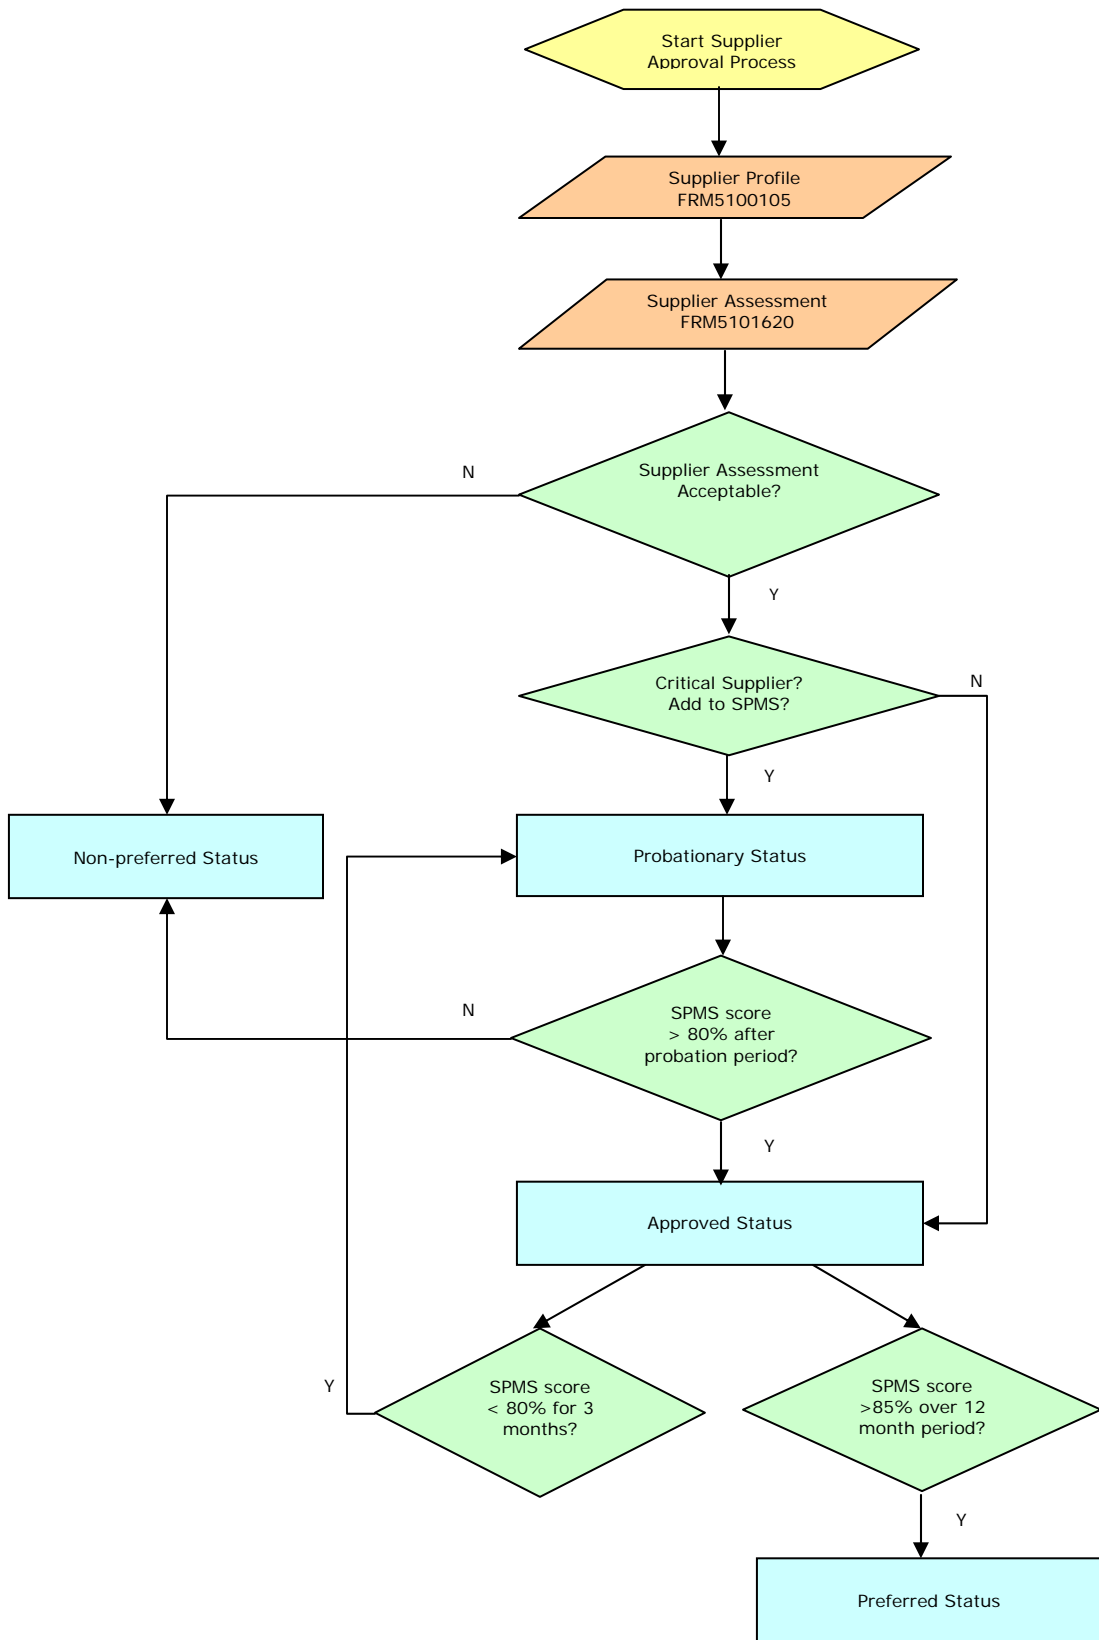 Start Supplier
Approval Process
Supplier Profile
FRM5100105
Supplier Assessment
FRM5101620
Supplier Assessment
Acceptable?
N
Y
Critical Supplier?
Add to SPMS?
N
Y
Non-preferred Status
Probationary Status
SPMS score
> 80% after
probation period?
N
Y
Approved Status
SPMS score
< 80% for 3
months?
Y
SPMS score
>85% over 12
month period?
Y
Preferred Status